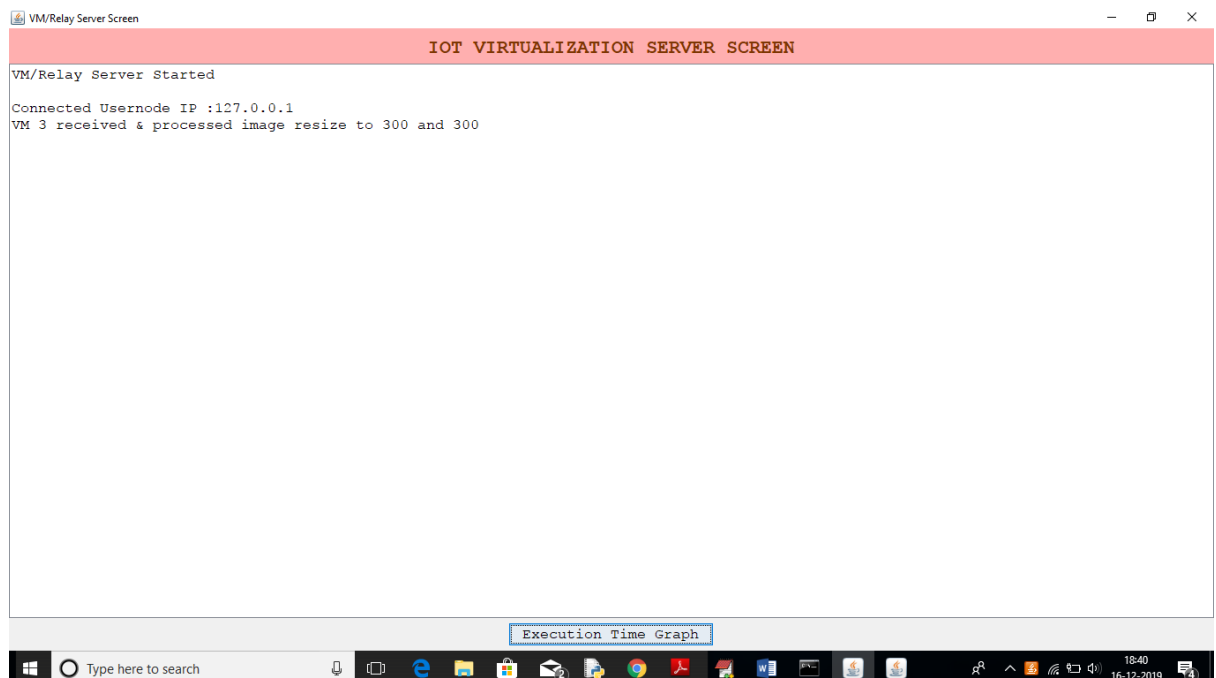 VM/Relay Server Screen
IOT VIRTUALIZATION SERVER SCREEN
VM/Relay Server Started
Connected Usernode IP :127.0.0.1
VM 3 received & processed image resize to 300 and 300
Execution Time Graph
Type here to search
18:40
16-12-2019